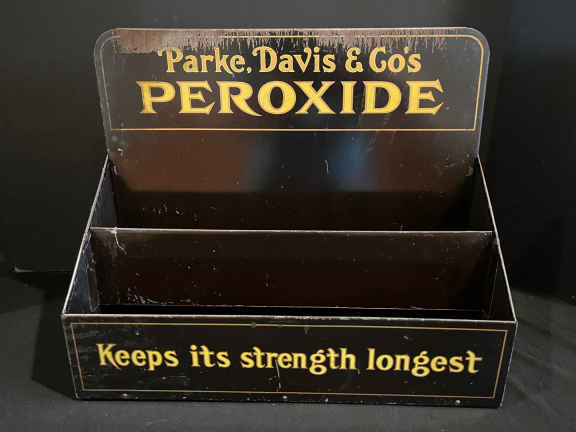 Parke, Davis & Co's
PEROXIDE
Keeps its strength longest